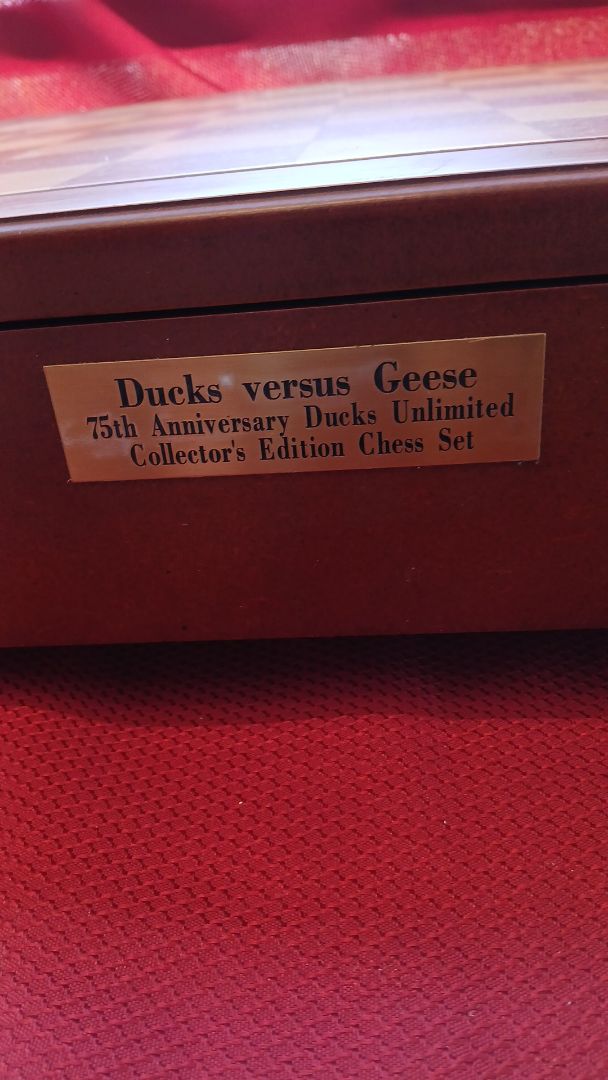 Ducks versus Geese
75th Anniversary Ducks Unlimited
Collector's Edition Chess Set